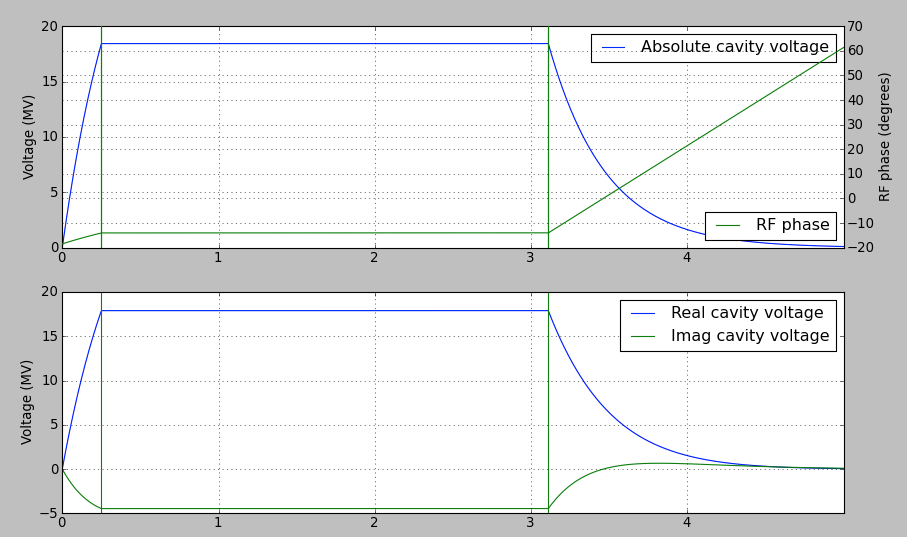 20
15
10
5
0
Voltage (MV)
Absolute cavity voltage
RF phase
70
60
50
40
30
20
10
0
−10
−20
RF phase (degrees)
0 1 2 3 4
20
15
10
5
0
−5
Voltage (MV)
Real cavity voltage
Imag cavity voltage
0 1 2 3 4